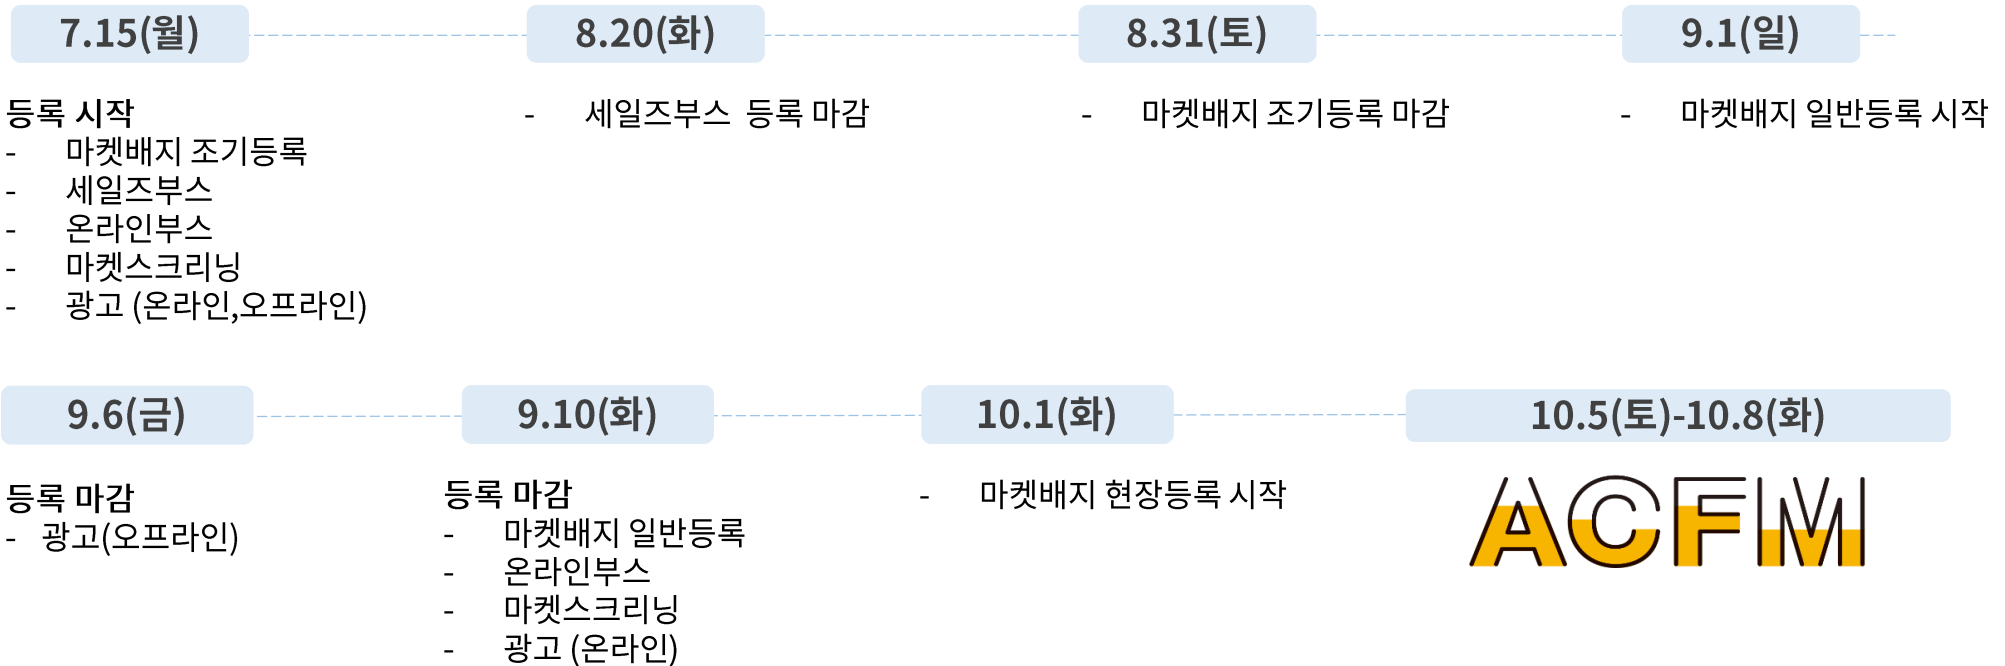 7.15(월)
8.20(화)
8.31(토)
9.1(일)
등록 시작
- 마켓배지 조기등록
- 세일즈부스
- 온라인부스
- 마켓스크리닝
- 광고 (온라인,오프라인)
- 세일즈부스 등록 마감
- 마켓배지 조기등록 마감
- 마켓배지 일반등록 시작
9.6(금)
9.10(화)
10.1(화)
10.5(토)-10.8(화)
등록 마감
- 광고(오프라인)
등록 마감
- 마켓배지 일반등록
- 온라인부스
- 마켓스크리닝
- 광고 (온라인)
- 마켓배지 현장등록 시작
ACFM